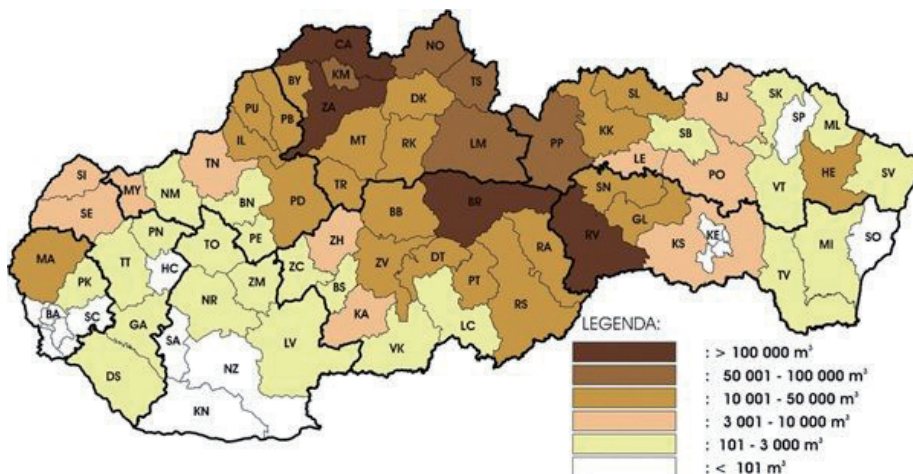 CA
NO
KM
TS
BY
ZA
DK
PU
PB
IL
MT
RK
LM
PP
SL
KK
BJ
SK
SP
ML
SB
LE
PO
HE
SV
VT
SI
MY
TN
NM
SE
BN
PD
TR
BB
BR
SN
GL
RV
KS
KE
MI
SO
TV
MA
PN
TO
PE
ZH
ZC
TT
HC
PK
ZM
ZV
DT
RA
PT
BS
BA
SC
NR
KA
RS
GA
SA
LV
LC
VK
DS
NZ
KN
LEGENDA:
: > 100 000 m³
: 50 001 - 100 000 m³
: 10 001 - 50 000 m³
: 3 001 - 10 000 m³
: 101 - 3 000 m³
: < 101 m³